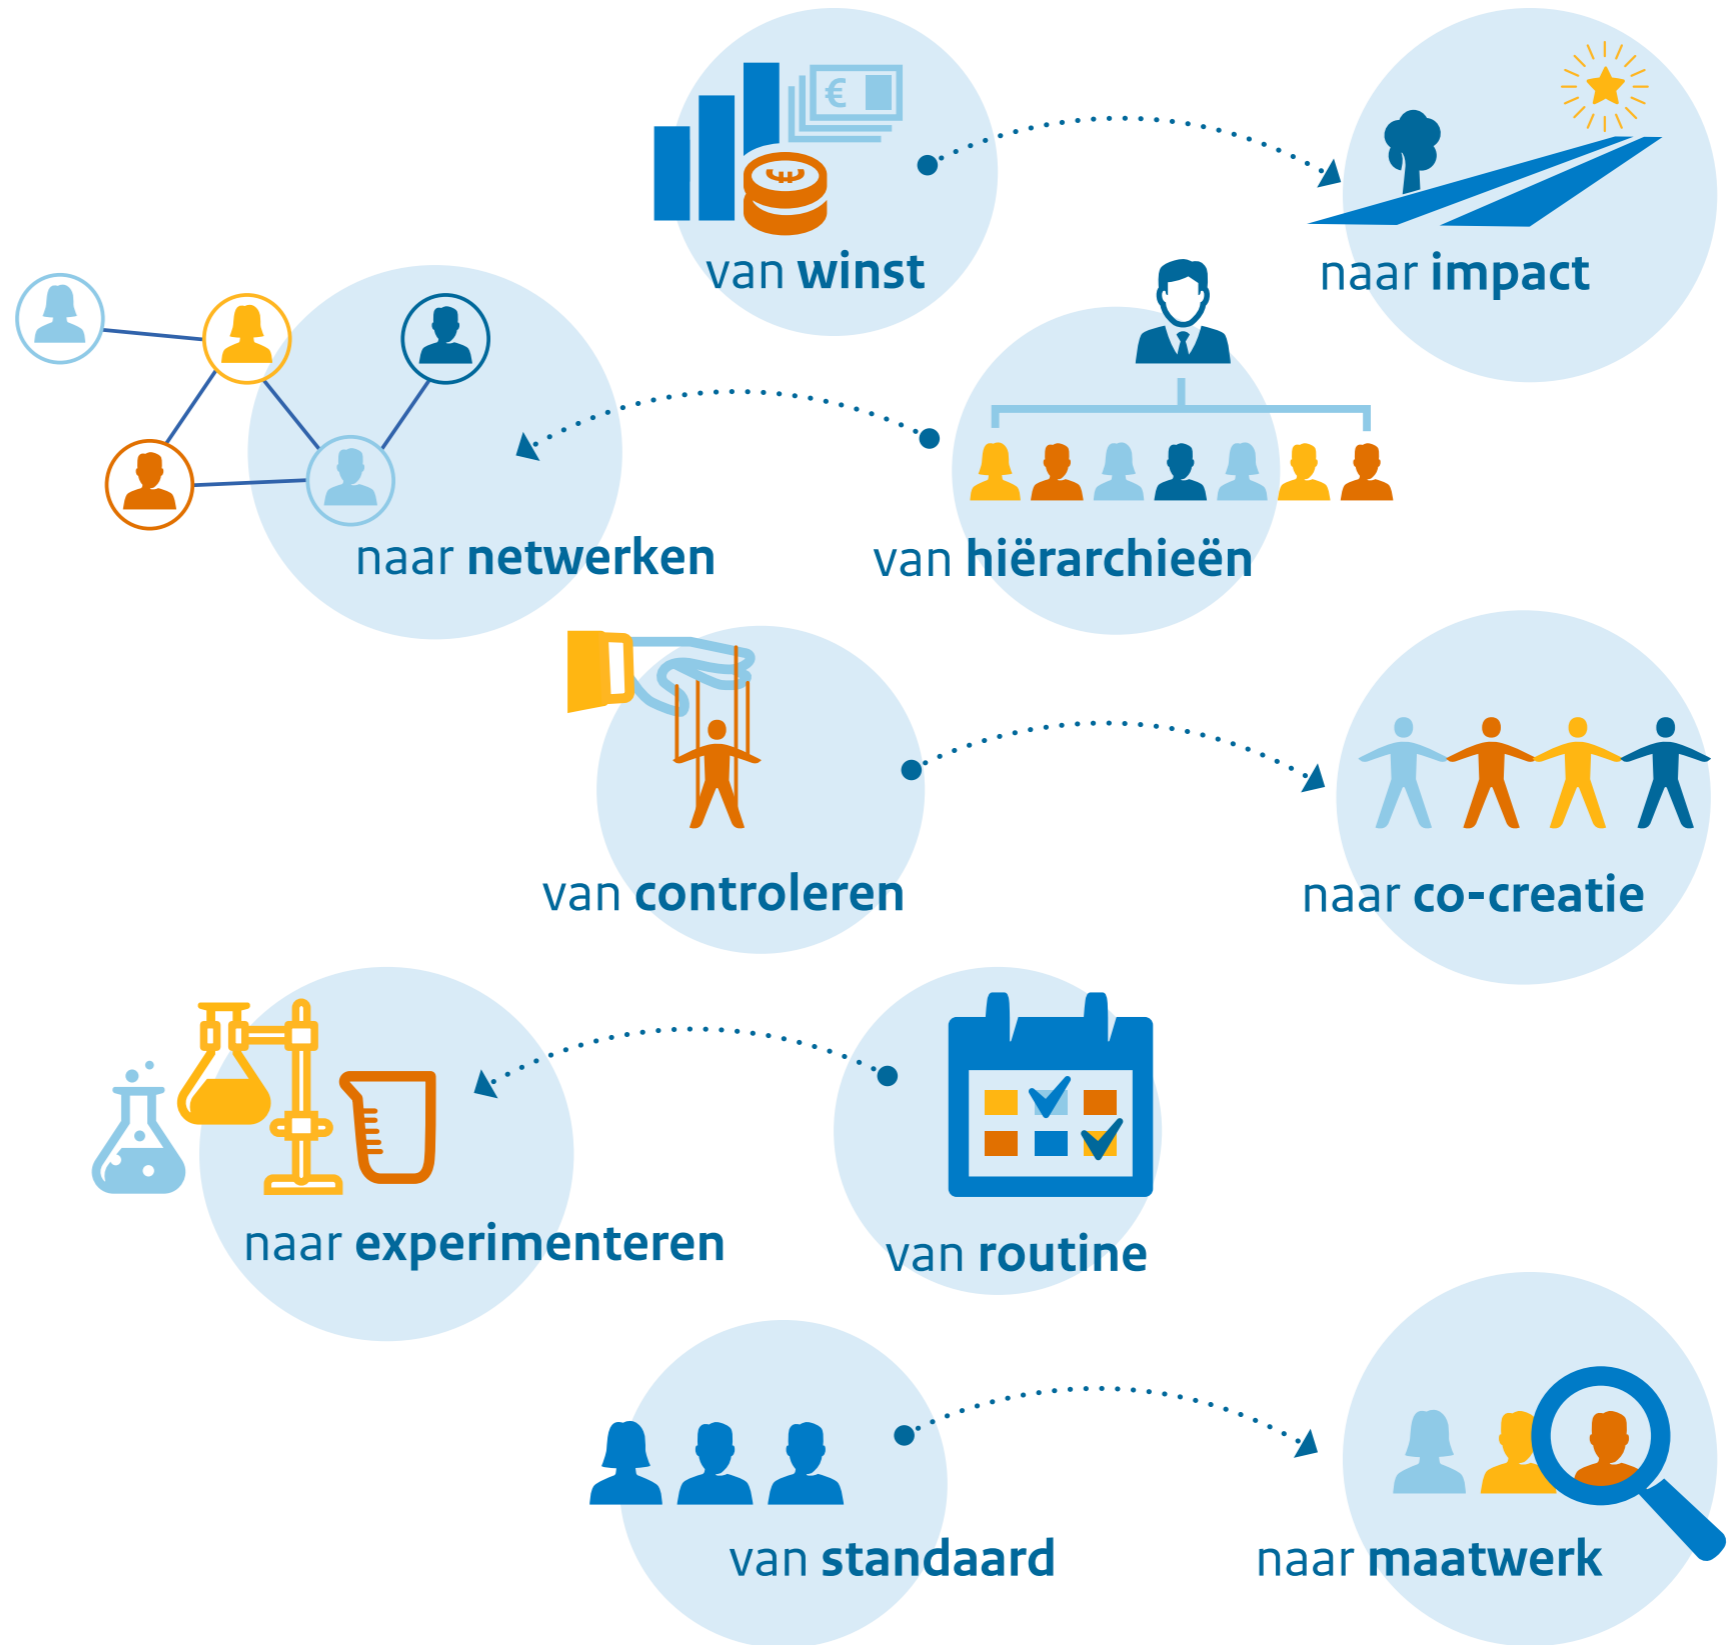 €
van winst
naar impact
naar netwerken
van hiërarchieën
van controleren
naar co-creatie
naar experimenteren
van routine
van standaard
naar maatwerk